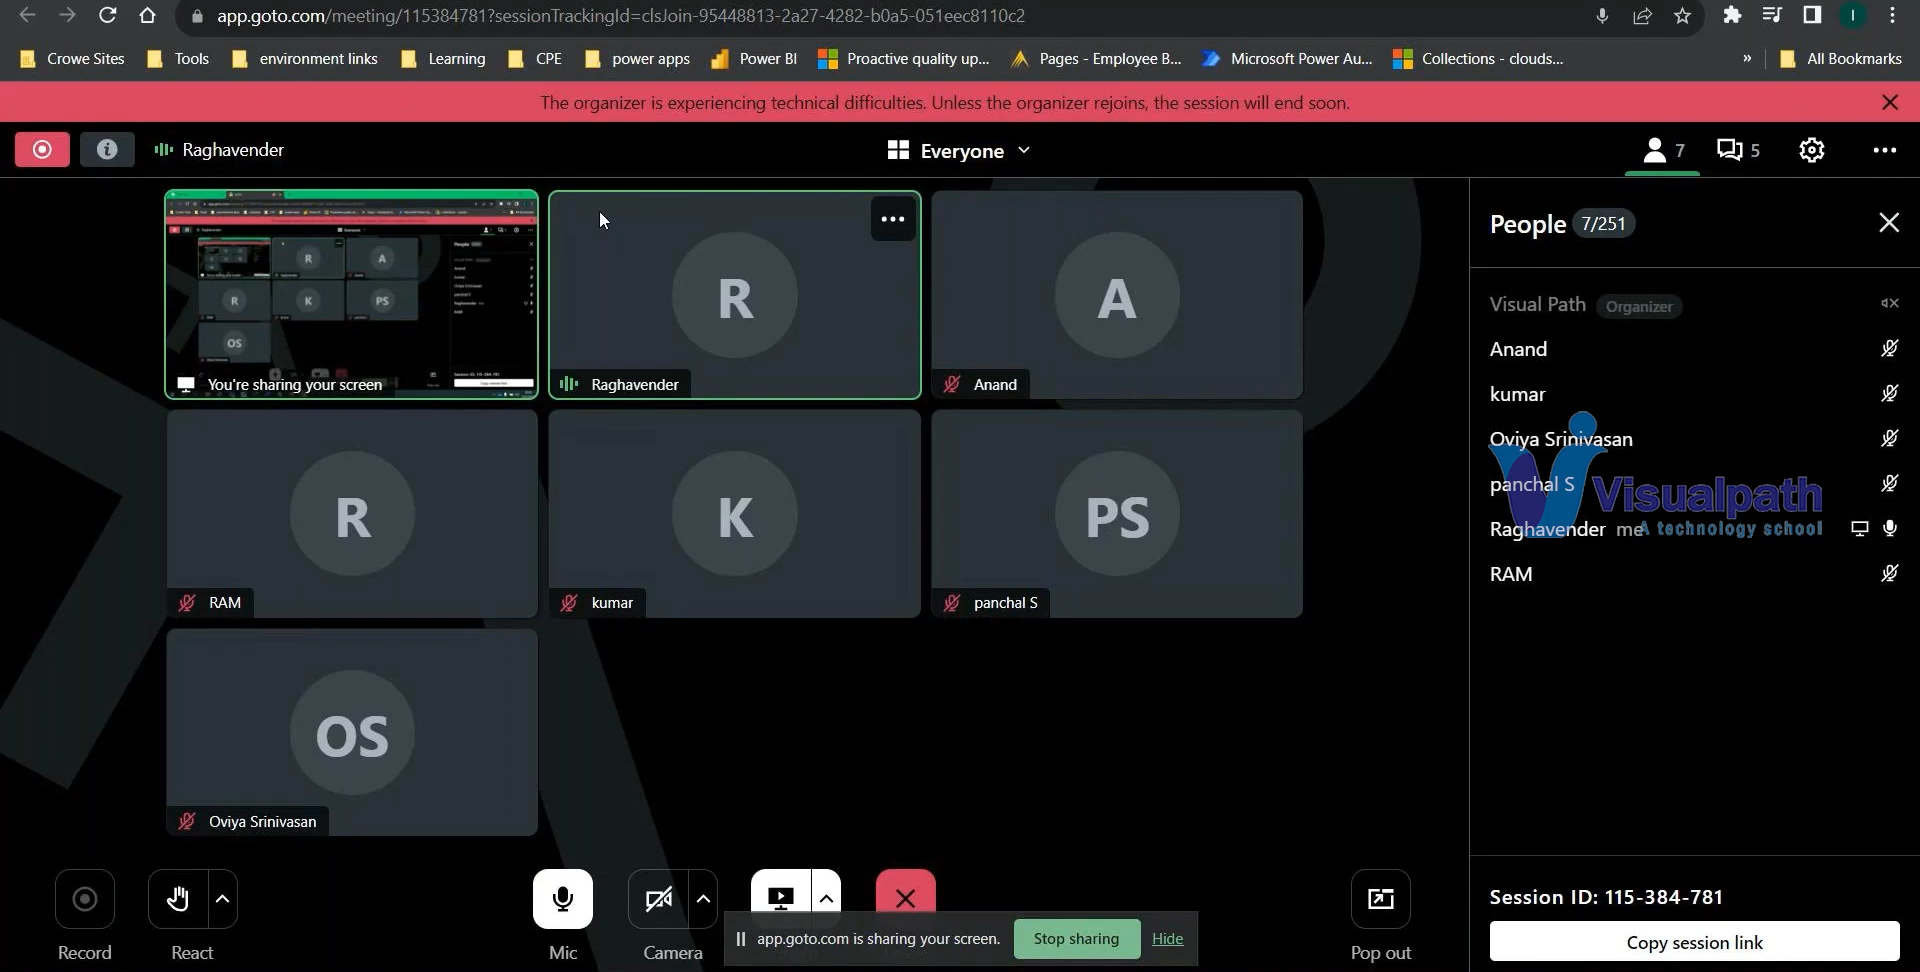 app.goto.com/meeting/115384781?sessionTrackingId=clsJoin-95448813-2a27-4282-b0a5-051eec8110c2
I
Crowe Sites
Tools
environment links
Learning
CPE
power apps
Power BI
Proactive quality up...
Pages - Employee B...
Microsoft Power Au...
Collections - clouds...
»
All Bookmarks
The organizer is experiencing technical difficulties. Unless the organizer rejoins, the session will end soon.
Raghavender
Everyone
7
5
You're sharing your screen
R
Raghavender
A
Anand
R
RAM
K
kumar
PS
panchal S
OS
Oviya Srinivasan
People 7/251
Visual Path Organizer
Anand
kumar
Oviya Srinivasan
panchal S
Visualpath
Raghavender me
A technology school
RAM
Record
React
Mic
Camera
app.goto.com is sharing your screen.
Stop sharing
Hide
Pop out
Session ID: 115-384-781
Copy session link